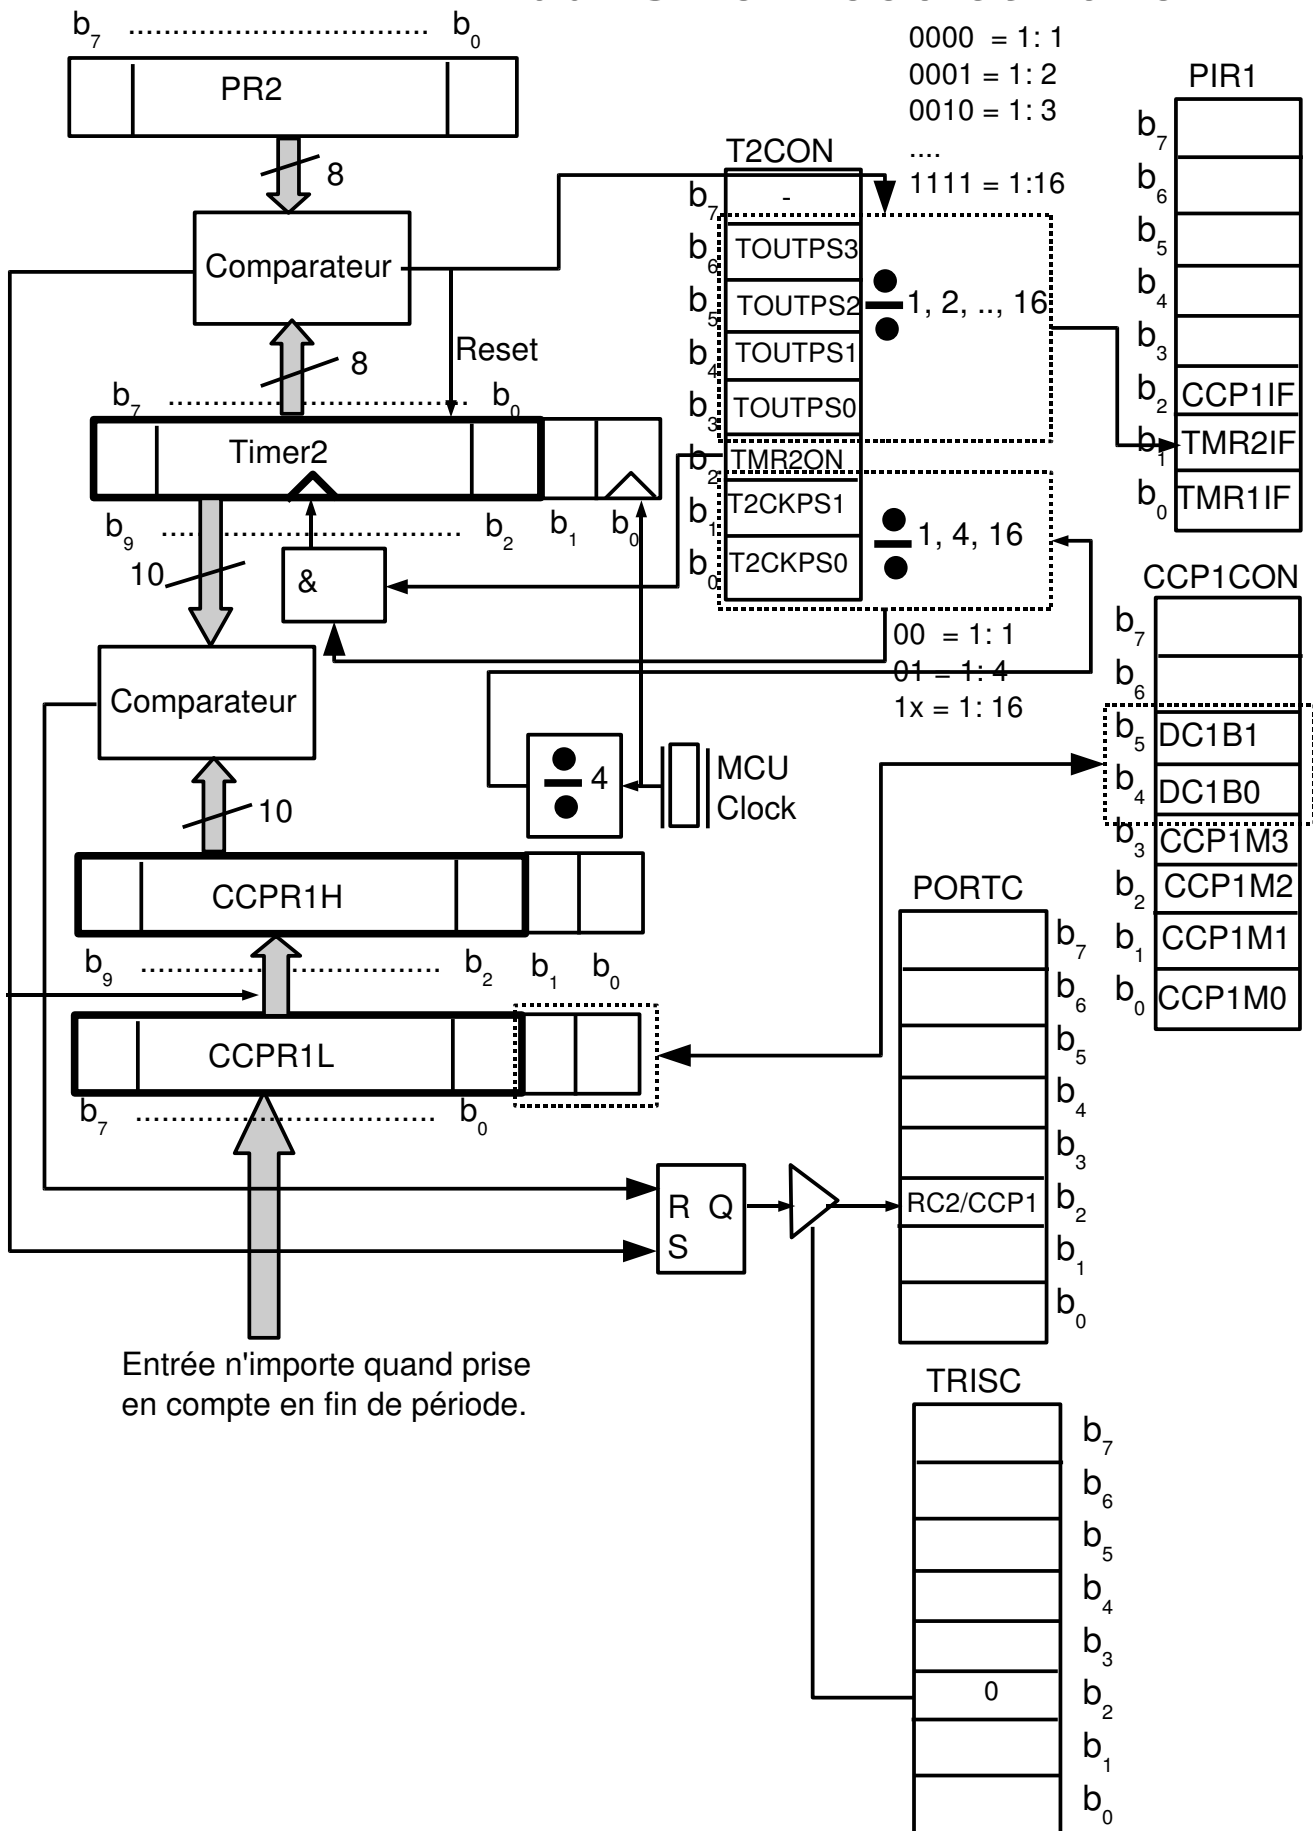 b7 .................................. b0
PR2
8
Comparateur
8
Reset
b7 .................................. b0
Timer2
b9 .................................. b2 b1 b0
10
&
Comparateur
10
CCPR1H
b9 .................................. b2 b1 b0
CCPR1L
b7 .................................. b0
Entrée n'importe quand prise
en compte en fin de période.
4
MCU
Clock
R Q
S
0000 = 1: 1
0001 = 1: 2
0010 = 1: 3
....
1111 = 1:16
T2CON
b7 -
b6 TOUTPS3
b5 TOUTPS2
b4 TOUTPS1
b3 TOUTPS0
b2 TMR2ON
b1 T2CKPS1
b0 T2CKPS0
1, 2, .., 16
1, 4, 16
00 = 1: 1
01 = 1: 4
1x = 1: 16
PIR1
b7
b6
b5
b4
b3
b2 CCP1IF
b1 TMR2IF
b0 TMR1IF
CCP1CON
b7
b6
b5 DC1B1
b4 DC1B0
b3 CCP1M3
b2 CCP1M2
b1 CCP1M1
b0 CCP1M0
PORTC
b7
b6
b5
b4
b3
RC2/CCP1 b2
b1
b0
TRISC
b7
b6
b5
b4
b3
0 b2
b1
b0